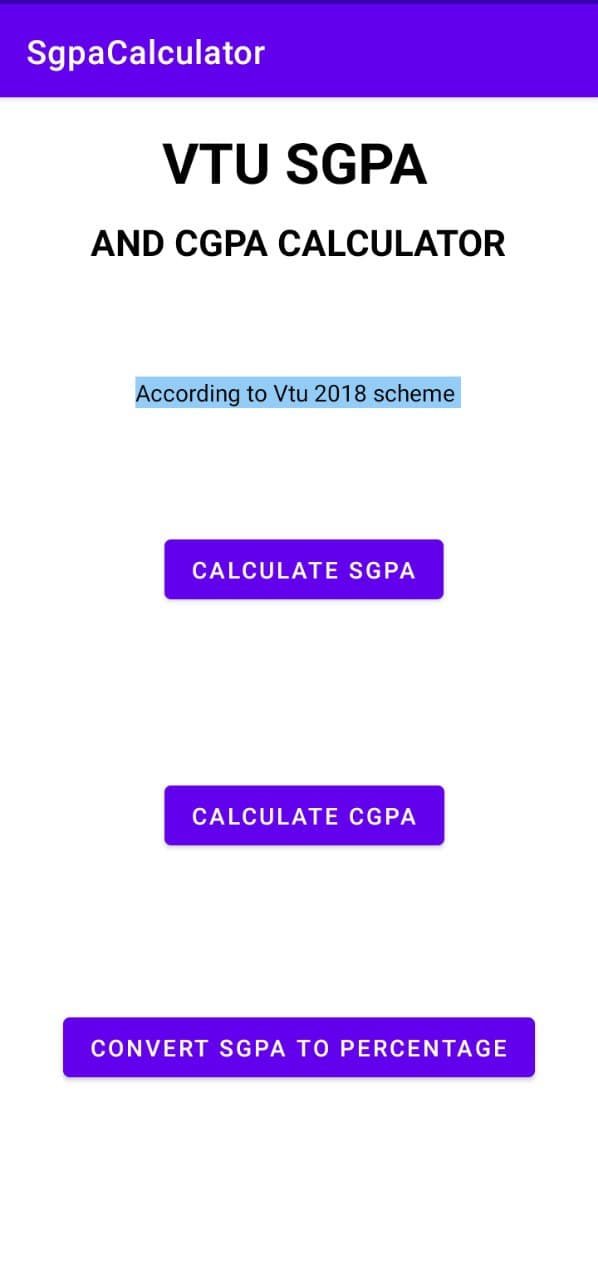 SgpaCalculator
VTU SGPA
AND CGPA CALCULATOR
According to Vtu 2018 scheme
CALCULATE SGPA
CALCULATE CGPA
CONVERT SGPA TO PERCENTAGE